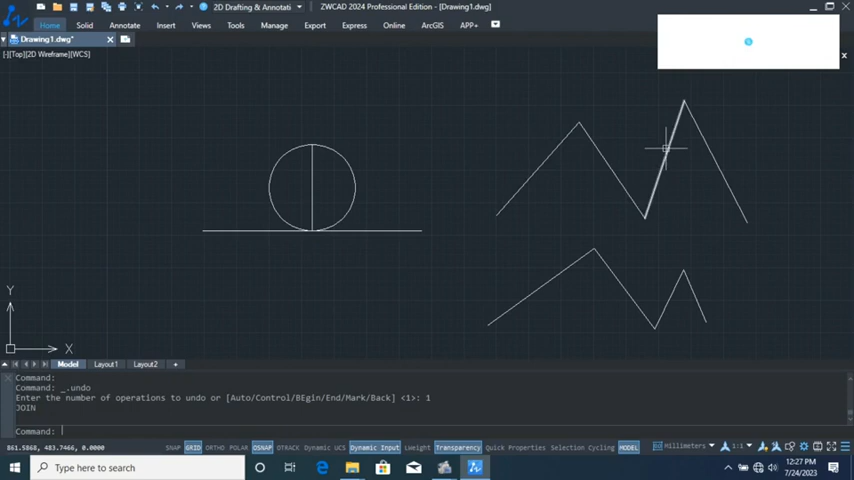 2D Drafting & Annotati
ZWCAD 2024 Professional Edition - [Drawing1.dwg]
Home Solid Annotate Insert Views Tools Manage Export Express Online ArcGIS APP+
Drawing1.dwg*
[-][Top][2D Wireframe][WCS]
Y
X
Model Layout1 Layout2 +
Command:
Command: _.undo
Enter the number of operations to undo or [Auto/Control/BEgin/End/Mark/Back] <1>: 1
JOIN
Command:
861.5868, 483.7466, 0.0000 SNAP GRID ORTHO POLAR OSNAP OTRACK Dynamic UCS Dynamic Input Lweight Transparency Quick Properties Selection Cycling MODEL Millimeters 1:1
Type here to search
12:27 PM
7/24/2023